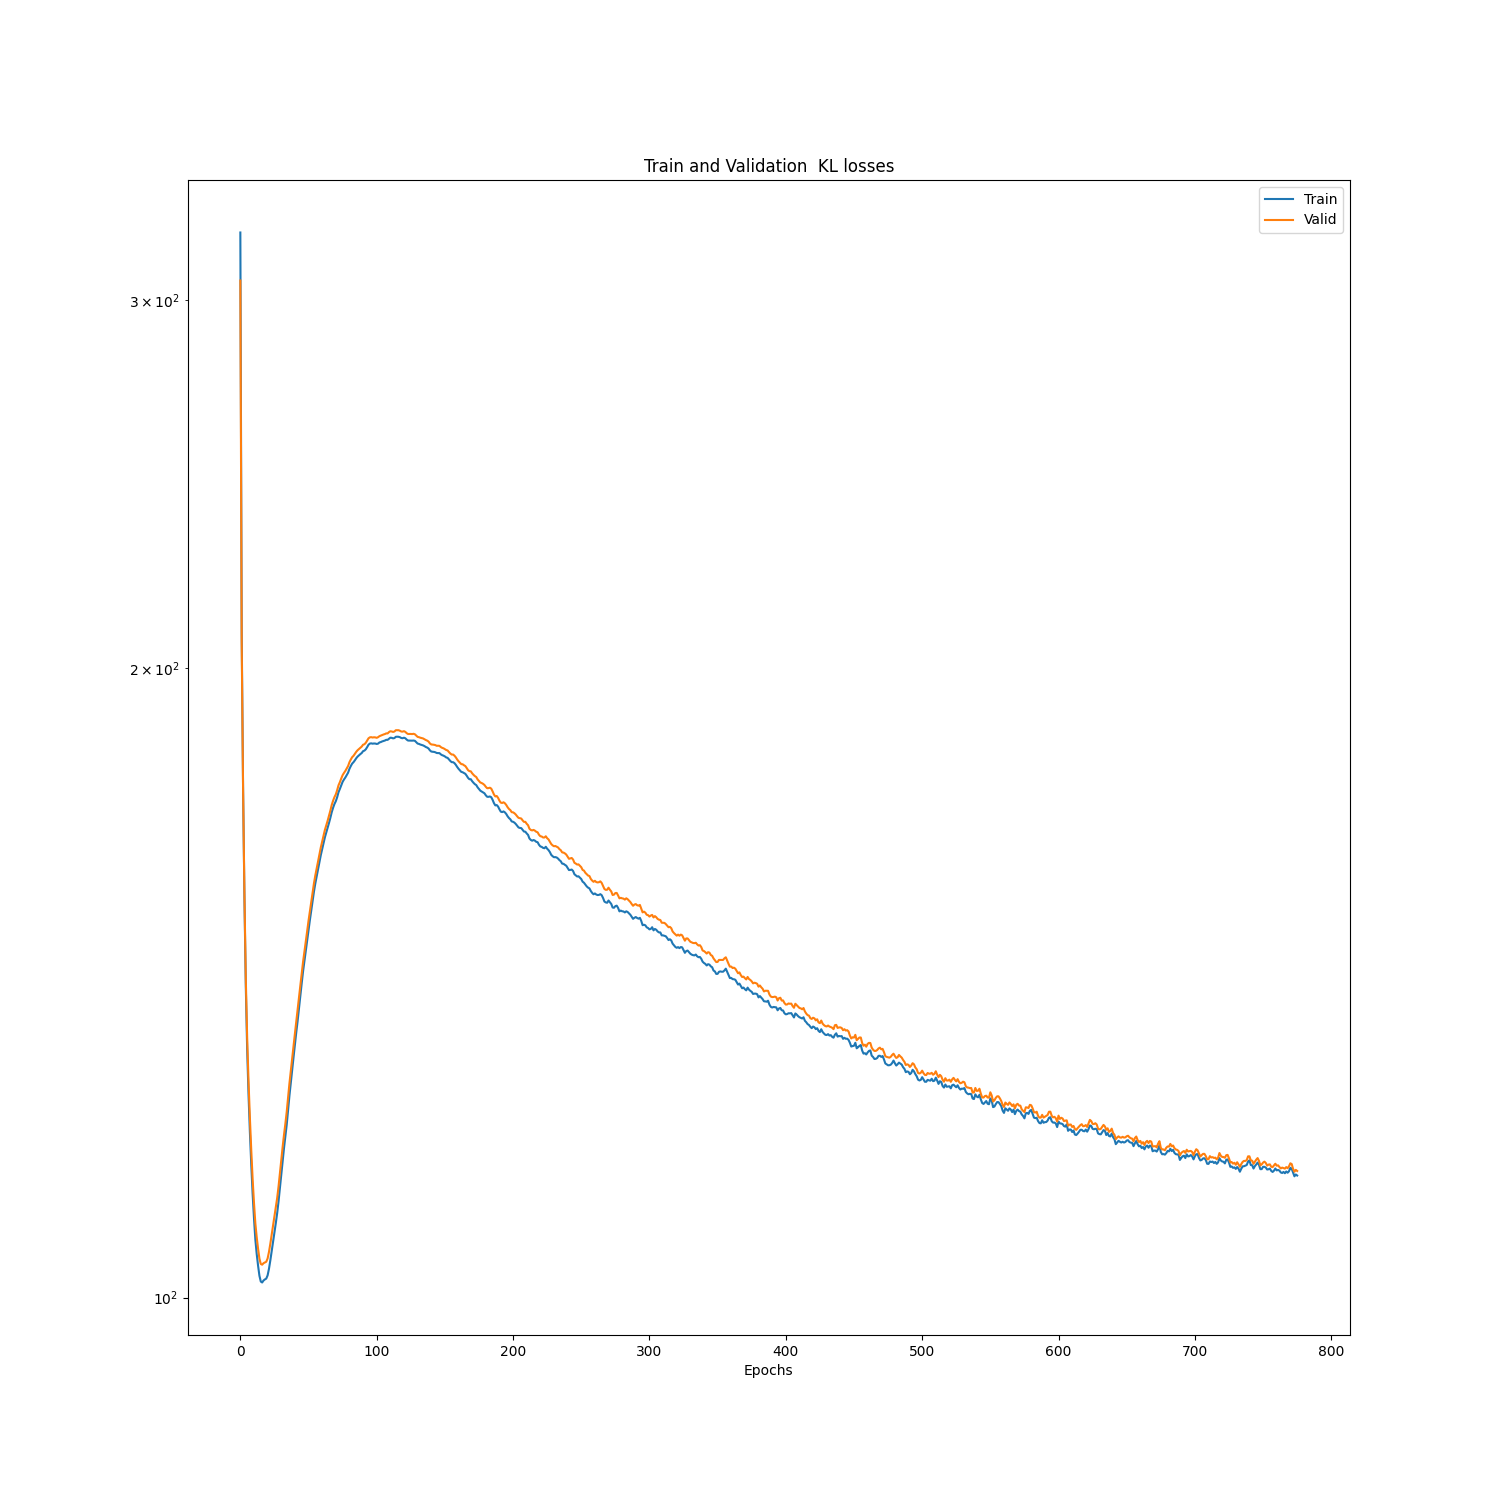 Train and Validation  KL losses
Train
Valid
3 × 10²
2 × 10²
10²
0 100 200 300 400 500 600 700 800
Epochs